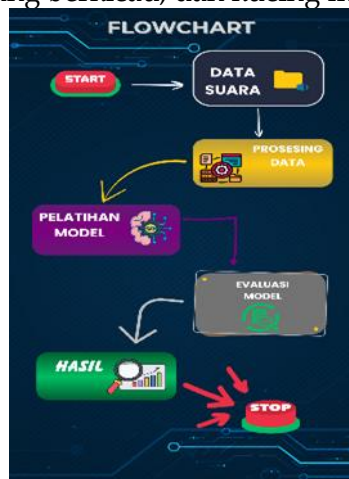 FLOWCHART
START
DATA
SUARA
PROSESING
DATA
PELATIHAN
MODEL
EVALUASI
MODEL
HASIL
STOP